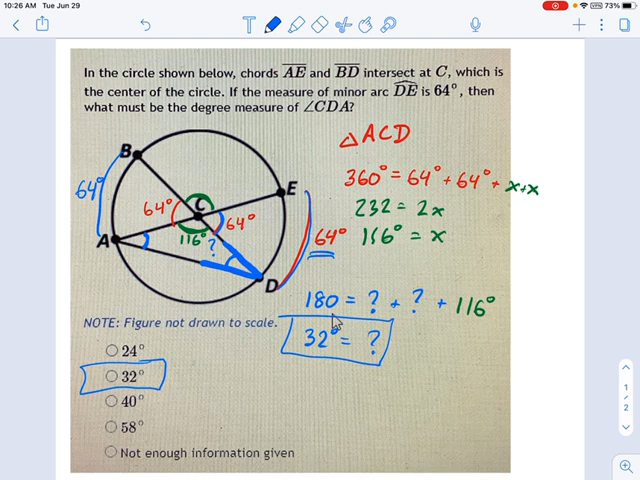 10:26 AM Tue Jun 29
73%
In the circle shown below, chords AE and BD intersect at C, which is
the center of the circle. If the measure of minor arc DE is 64°, then
what must be the degree measure of ∠CDA?
△ACD
360° = 64° + 64° + x+x
232 = 2x
116° = x
B
64°
E
C
64°
64°
A
116°
?
64°
D
180 = ? + ? + 116°
32° = ?
NOTE: Figure not drawn to scale.
24°
32°
40°
58°
Not enough information given
1
2